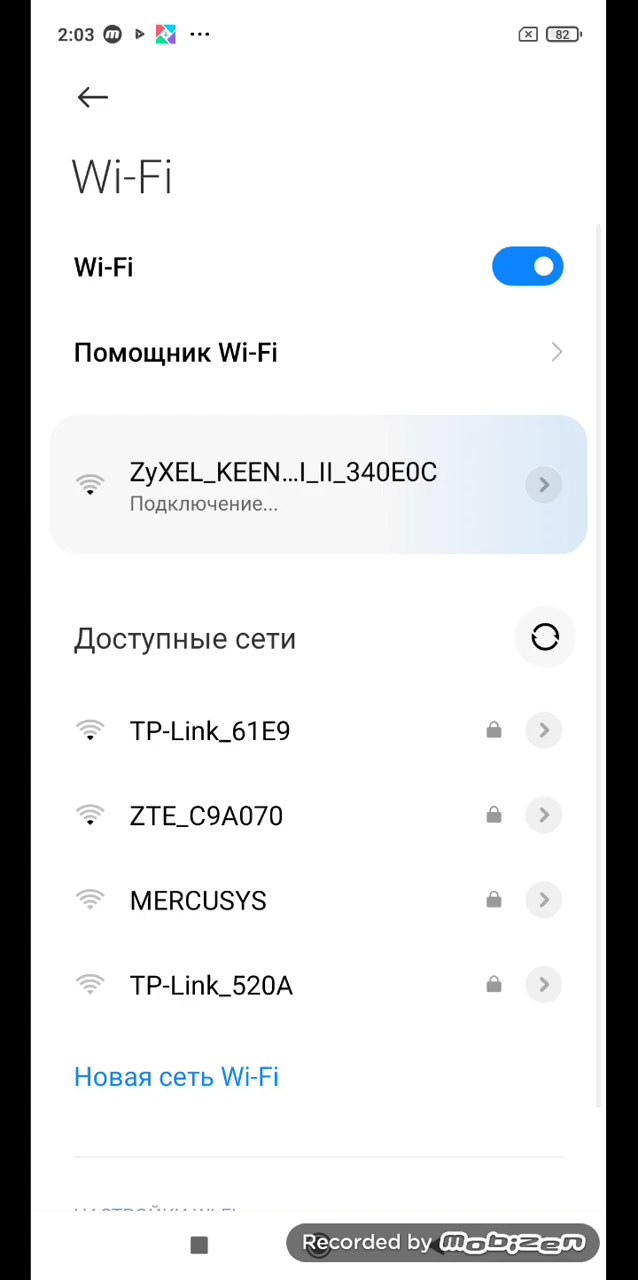 2:03
82
Wi-Fi
Wi-Fi
Помощник Wi-Fi
ZyXEL_KEEN...I_II_340E0C
Подключение...
Доступные сети
TP-Link_61E9
ZTE_C9A070
MERCUSYS
TP-Link_520A
Новая сеть Wi-Fi
Recorded by mobizen